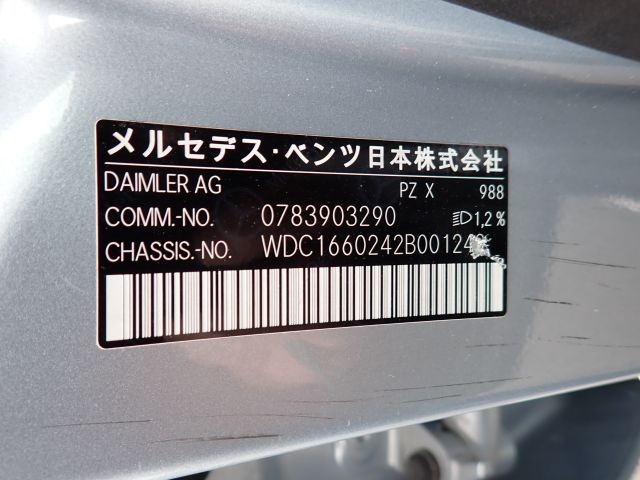 メルセデス・ベンツ日本株式会社
DAIMLER AG PZ X 988
COMM.-NO. 0783903290 1,2%
CHASSIS.-NO.